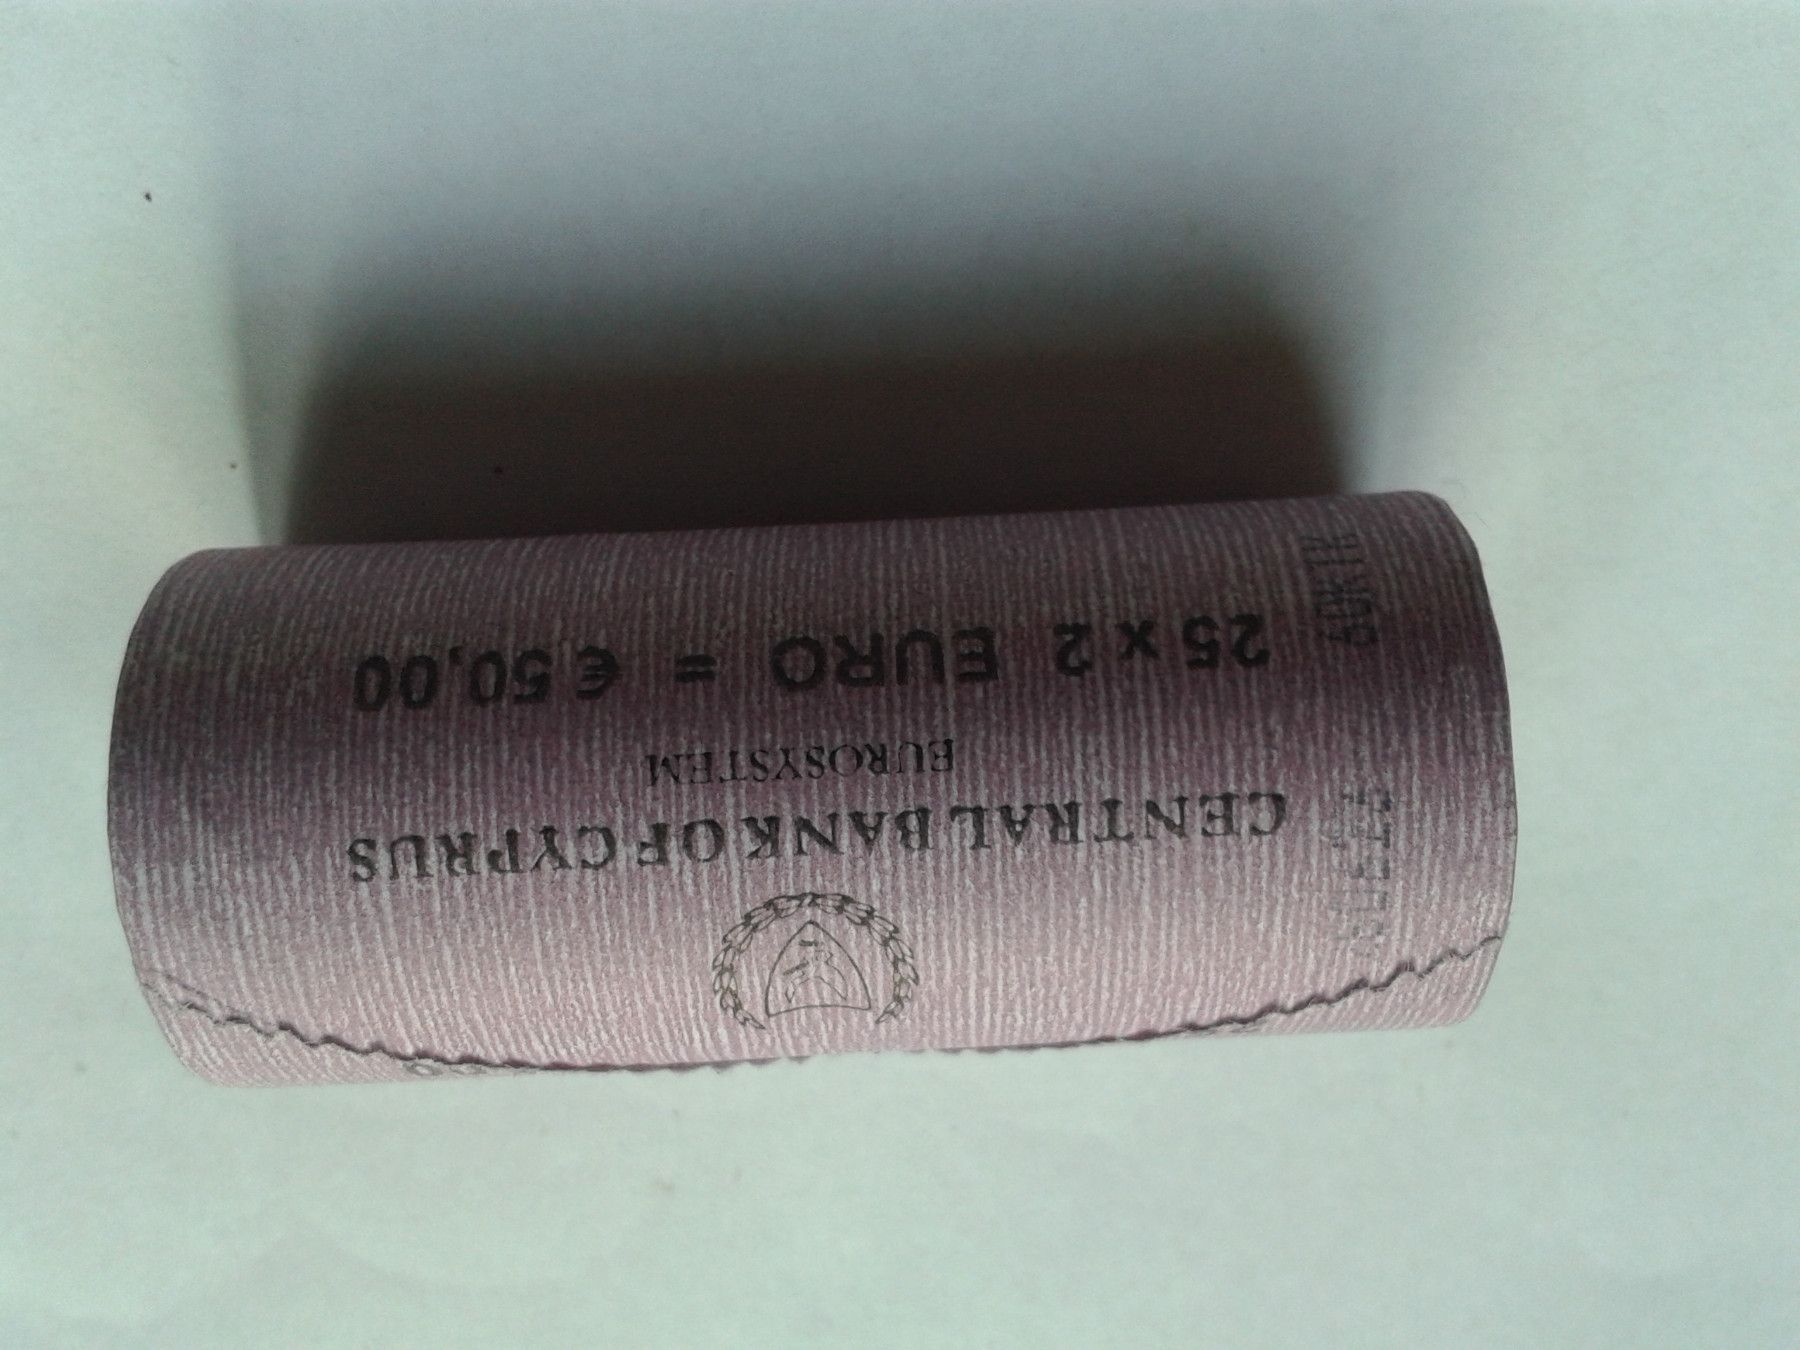 CENTRAL BANK OF CYPRUS
EUROSYSTEM
25 x 2 EURO = € 50,00